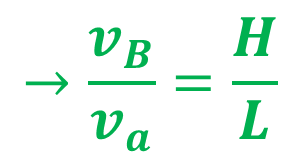 → v_B / v_a = H / L